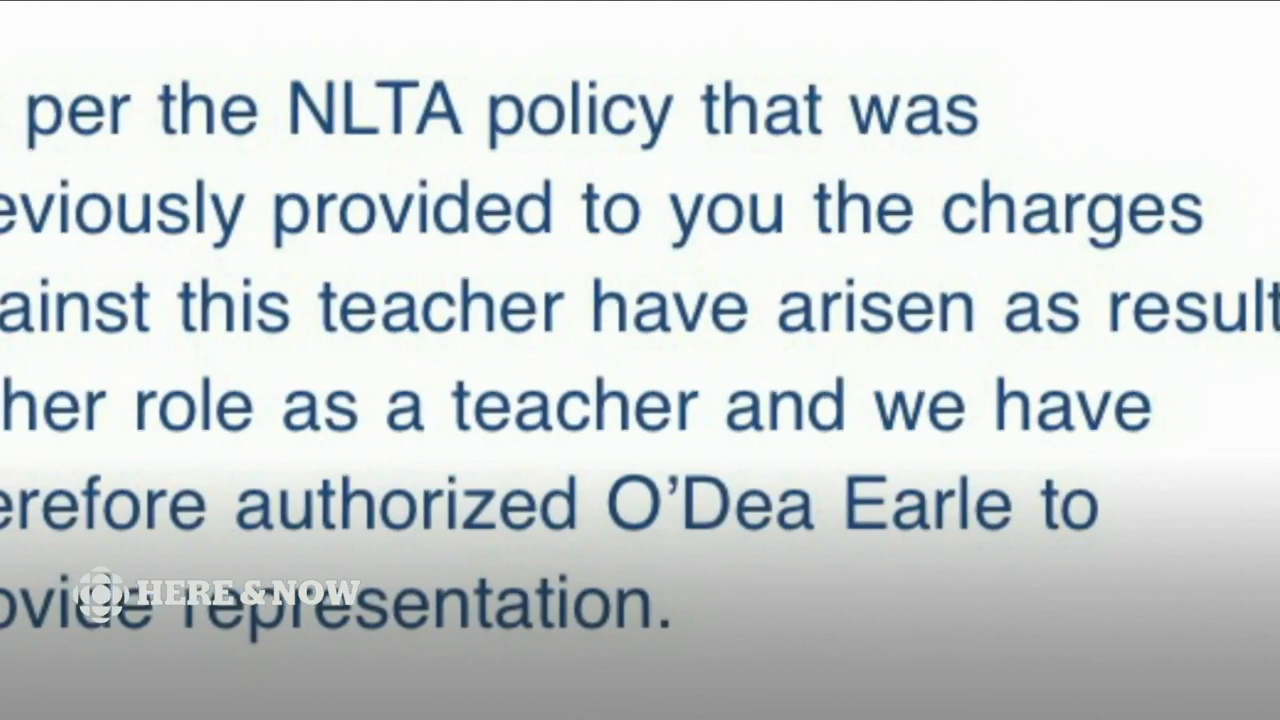 per the NLTA policy that was
eviously provided to you the charges
ainst this teacher have arisen as result
her role as a teacher and we have
erefore authorized O'Dea Earle to
ovide representation.
HERE & NOW